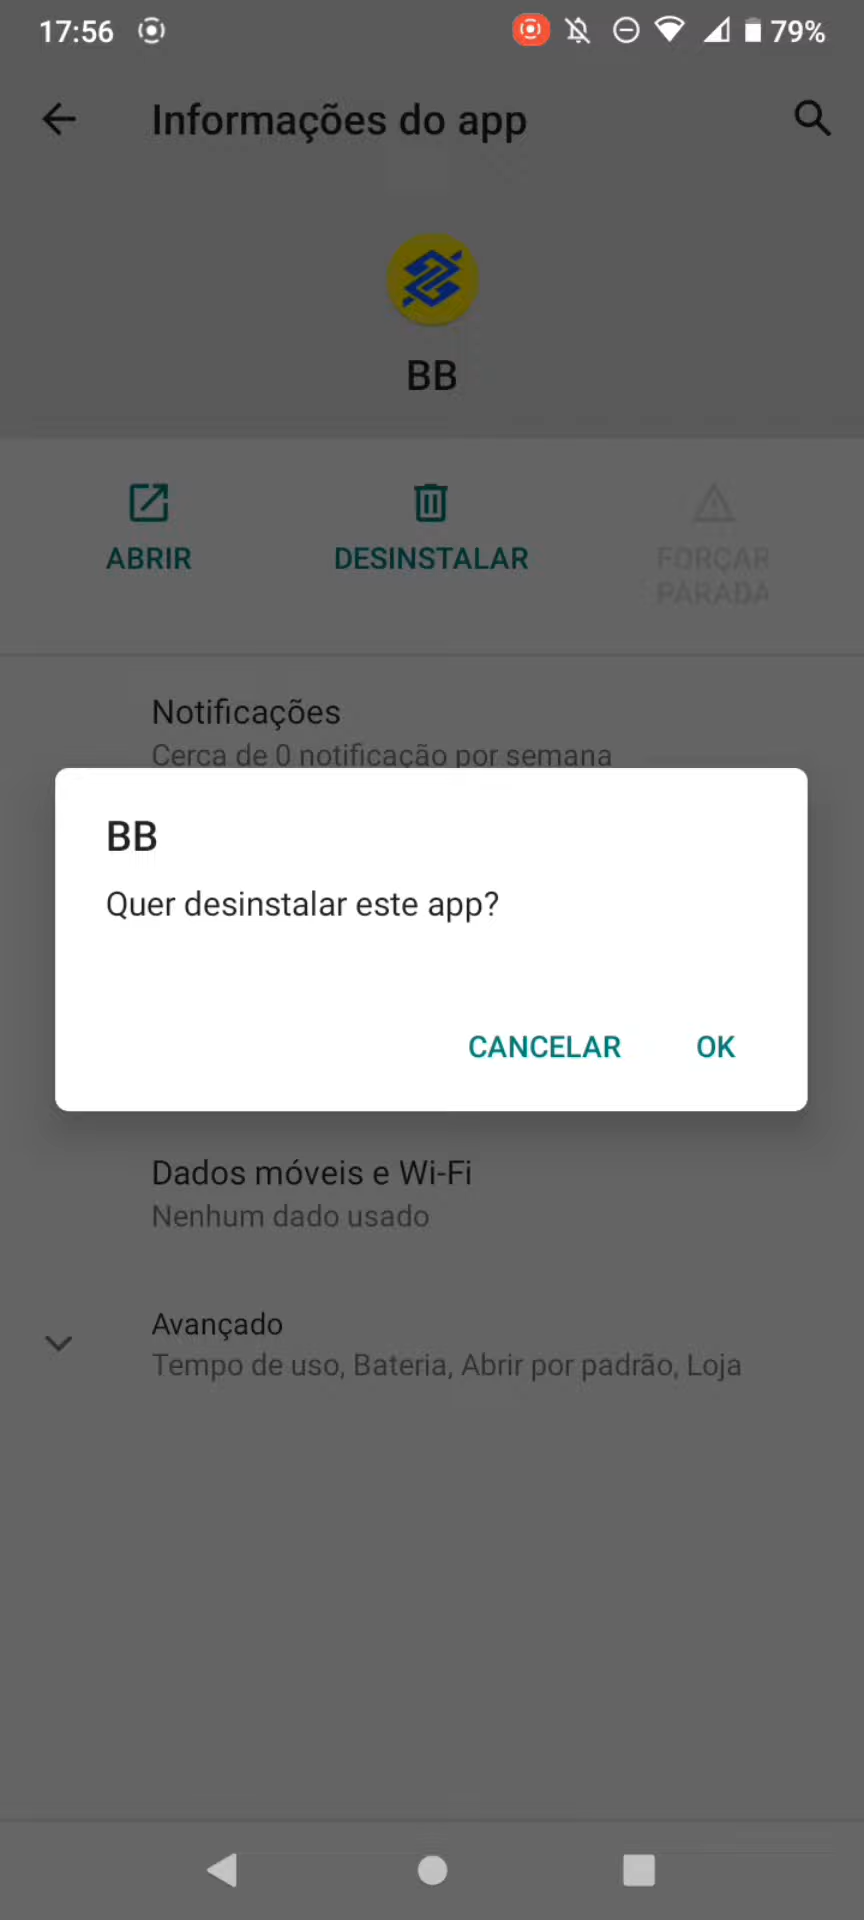 17:56
79%
Informações do app
BB
ABRIR
DESINSTALAR
FORÇAR
PARADA
Notificações
Cerca de 0 notificação por semana
BB
Quer desinstalar este app?
CANCELAR
OK
Dados móveis e Wi-Fi
Nenhum dado usado
Avançado
Tempo de uso, Bateria, Abrir por padrão, Loja